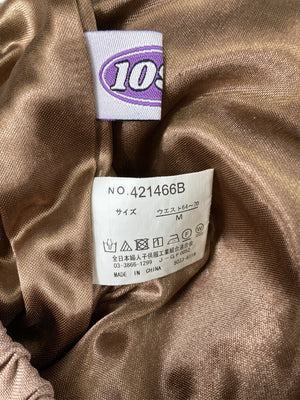 109
NO.421466B
サイズ ウエスト64～70
M
全日本婦人子供服工業組合連合会
03-3866-1299
MADE IN CHINA